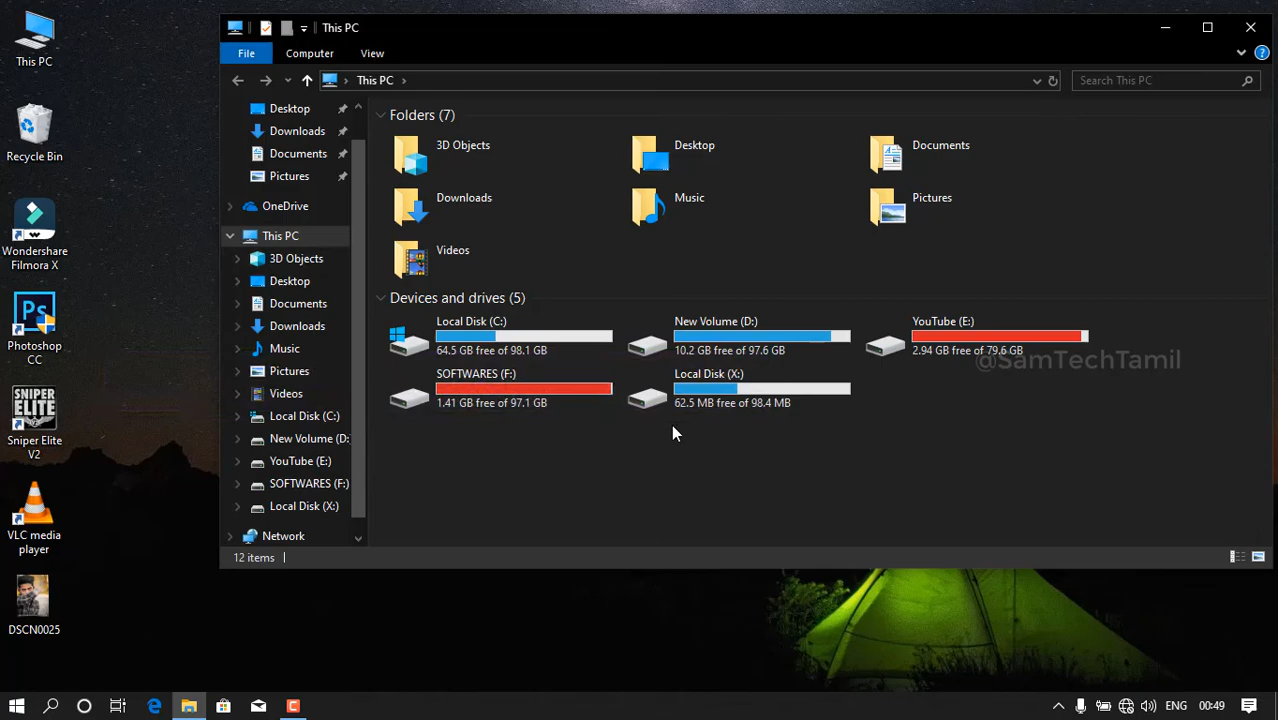 This PC
File
Computer
View
This PC
Search This PC
Desktop
Downloads
Documents
Pictures
OneDrive
This PC
3D Objects
Desktop
Documents
Downloads
Music
Pictures
Videos
Local Disk (C:)
New Volume (D:
YouTube (E:)
SOFTWARES (F:)
Local Disk (X:)
Network
Folders (7)
3D Objects
Desktop
Documents
Downloads
Music
Pictures
Videos
Devices and drives (5)
Local Disk (C:)
64.5 GB free of 98.1 GB
New Volume (D:)
10.2 GB free of 97.6 GB
YouTube (E:)
2.94 GB free of 79.6 GB
@SamTechTamil
SOFTWARES (F:)
1.41 GB free of 97.1 GB
Local Disk (X:)
62.5 MB free of 98.4 MB
12 items
This PC
Recycle Bin
Wondershare
Filmora X
Ps
Photoshop
CC
SNIPER
ELITE
Sniper Elite
V2
VLC media
player
DSCN0025
ENG
00:49